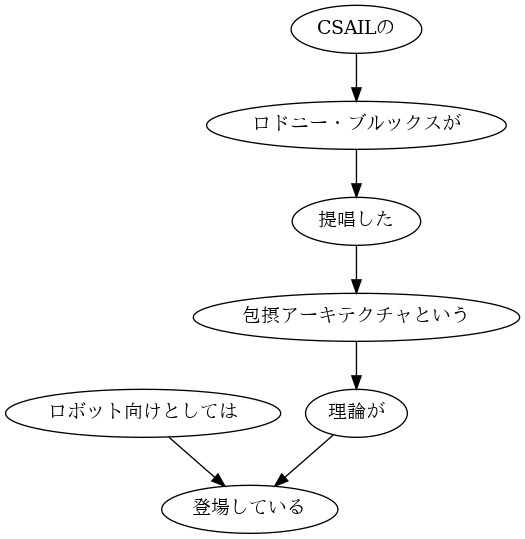 CSAILの
ロドニー・ブルックスが
提唱した
包摂アーキテクチャという
ロボット向けとしては
理論が
登場している